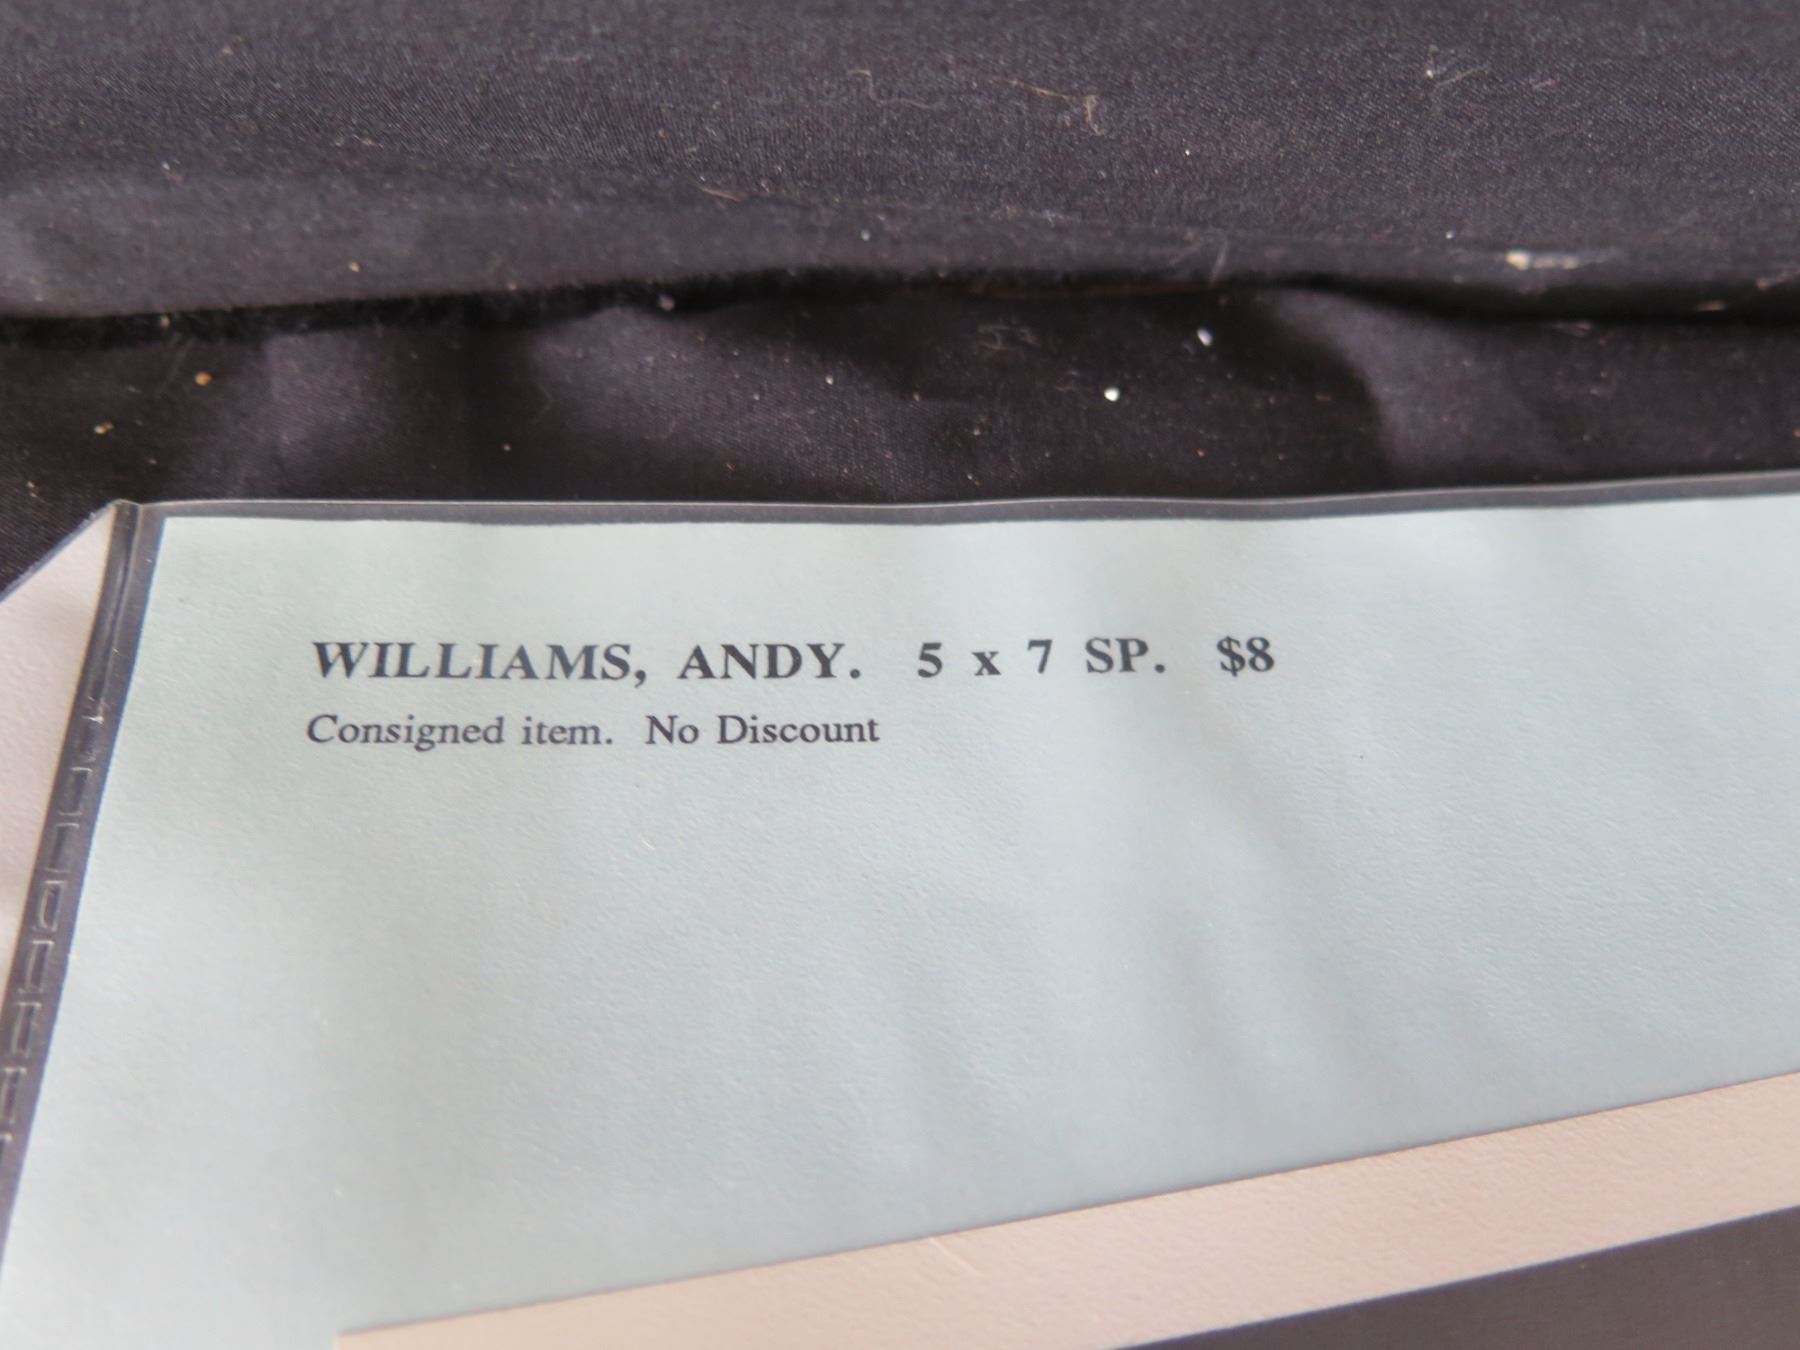 WILLIAMS, ANDY. 5 x 7 SP. $8
Consigned item. No Discount